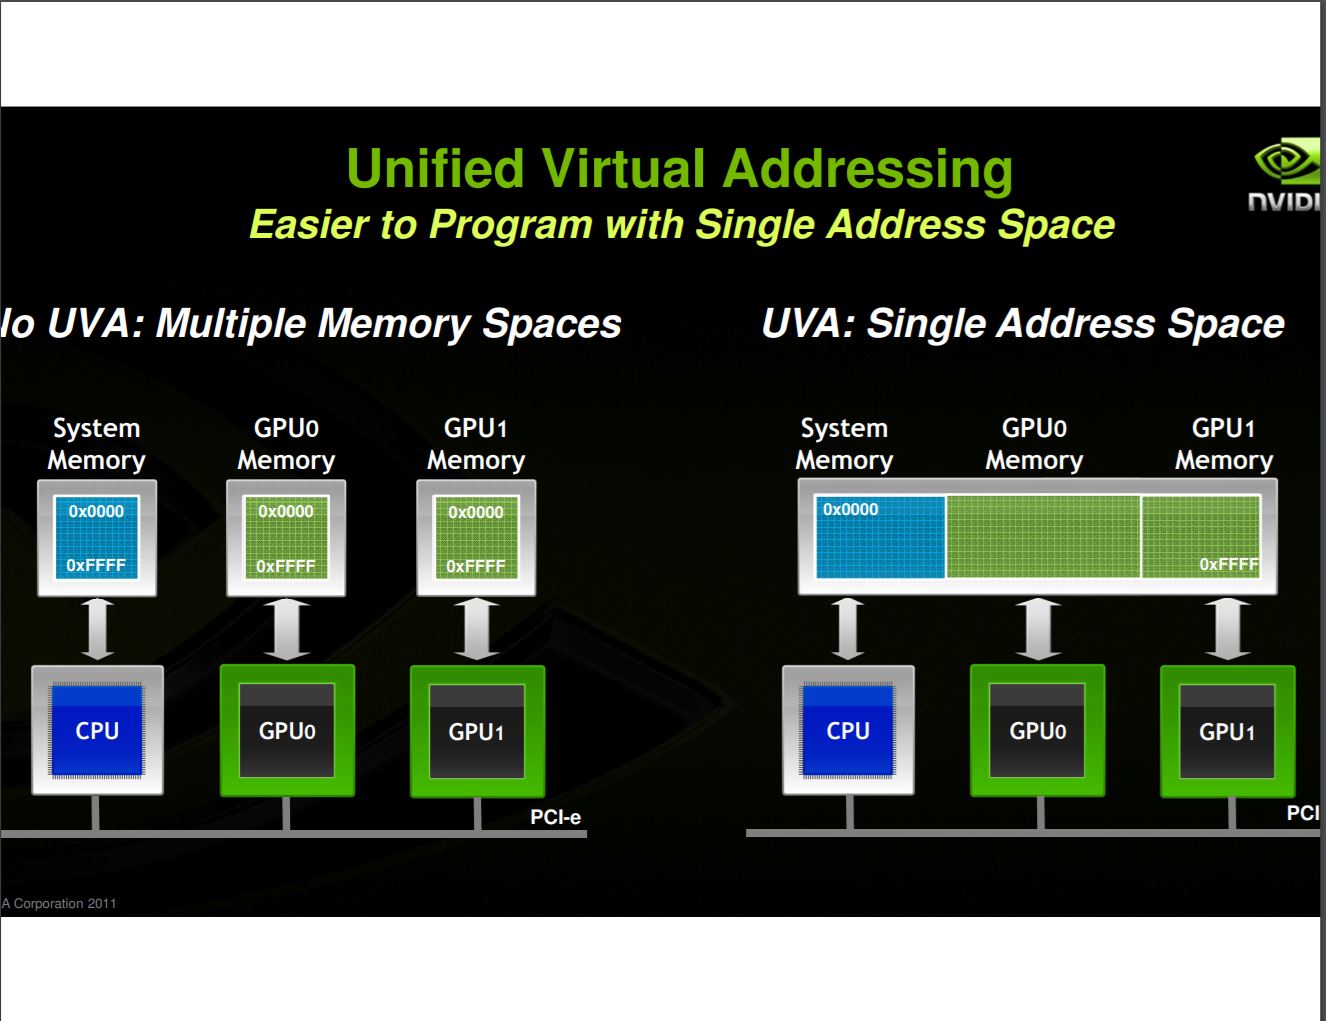 Unified Virtual Addressing
Easier to Program with Single Address Space
NVIDI
lo UVA: Multiple Memory Spaces
UVA: Single Address Space
System Memory
GPU0 Memory
GPU1 Memory
0x0000
0xFFFF
0x0000
0xFFFF
0x0000
0xFFFF
CPU
GPU0
GPU1
PCI-e
System Memory
GPU0 Memory
GPU1 Memory
0x0000
0xFFFF
CPU
GPU0
GPU1
PCI
A Corporation 2011